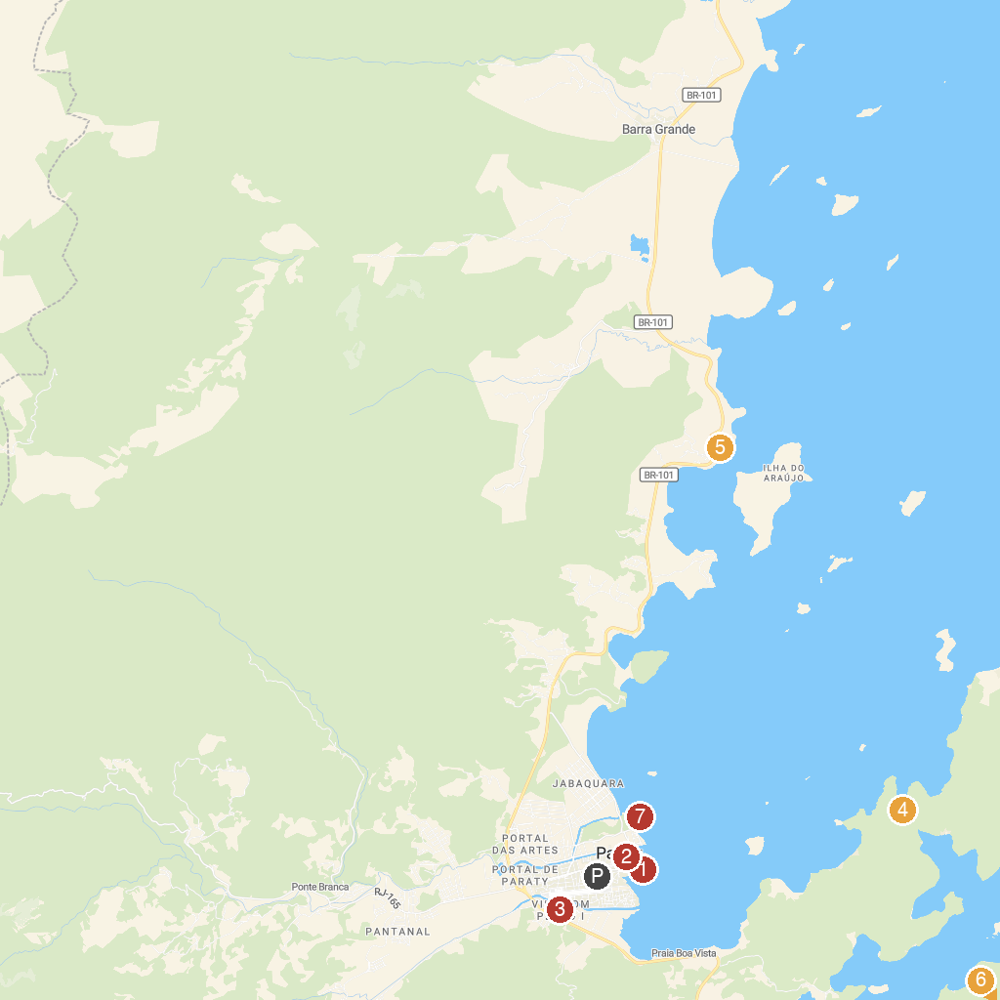 BR-101
Barra Grande
BR-101
5
ILHA DO
ARAÚJO
BR-101
JABAQUARA
7
4
PORTAL
DAS ARTES
2
1
P
PORTAL DE
PARATY
Ponte Branca
RJ-165
3
PANTANAL
Praia Boa Vista
6